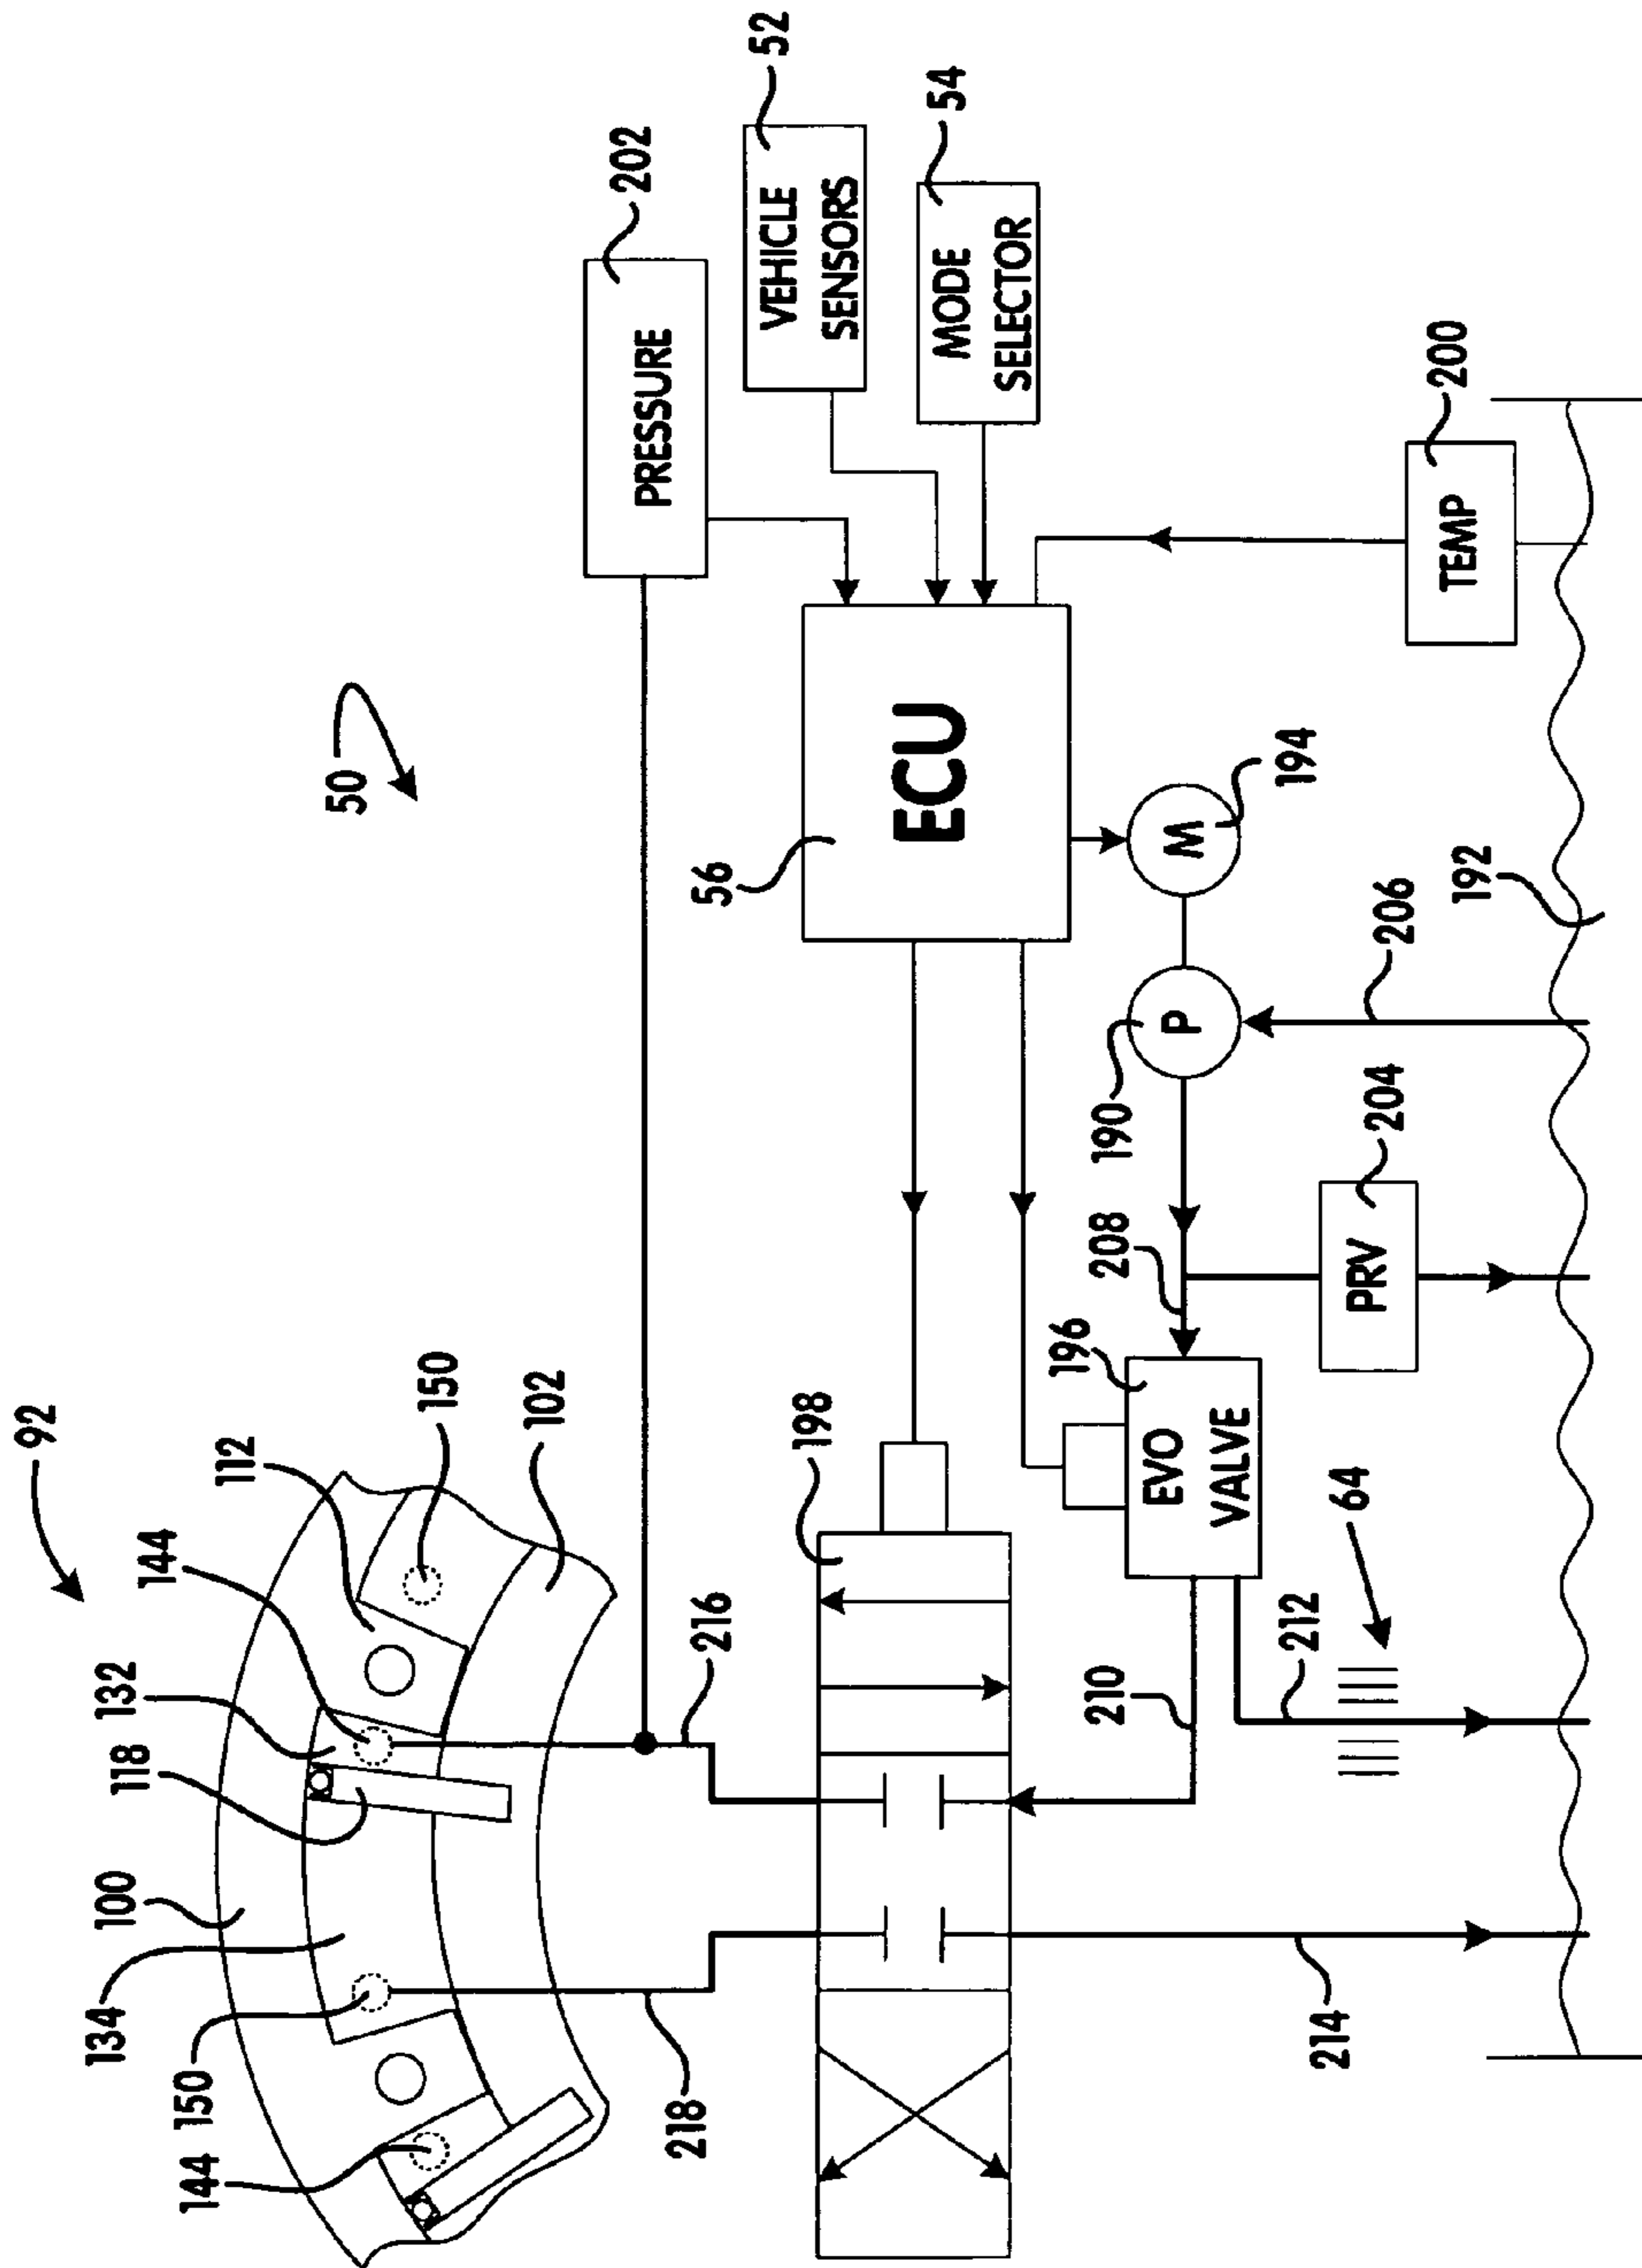 92
134
100
144
150
144
118
132
112
50
150
102
202
PRESSURE
218
216
56
52
VEHICLE
SENSORS
198
ECU
54
MODE
SELECTOR
196
210
208
190
EVO
VALVE
P
M
194
212
64
214
PRV
204
206
TEMP
200
192